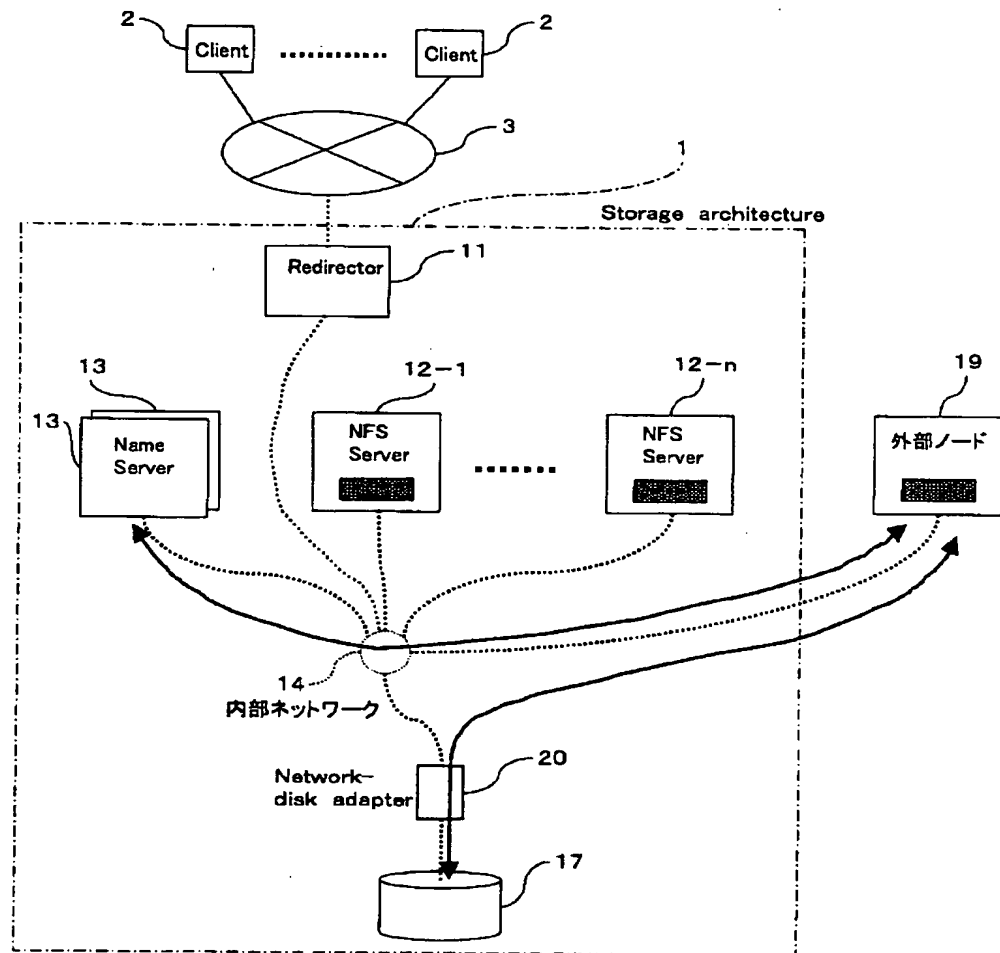 2
2
Client
Client
3
1
Storage architecture
11
Redirector
13
12-1
12-n
19
13
Name
Server
NFS
Server
NFS
Server
外部ノード
14
内部ネットワーク
20
Network-
disk adapter
17